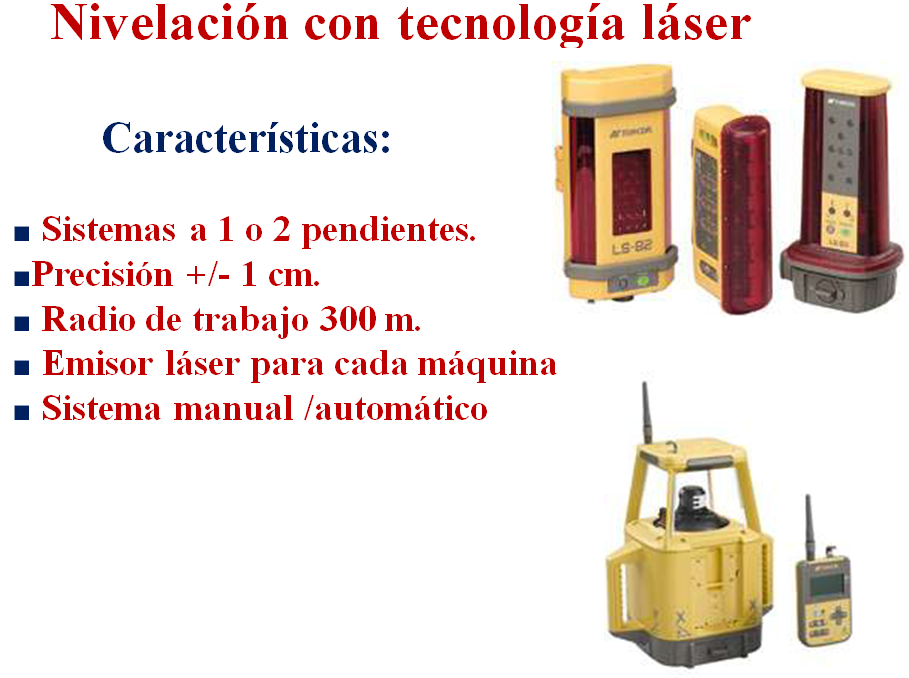 Nivelación con tecnología láser
Características:
■ Sistemas a 1 o 2 pendientes.
■Precisión +/- 1 cm.
■ Radio de trabajo 300 m.
■ Emisor láser para cada máquina
■ Sistema manual /automático
TOPCON
LS-B2